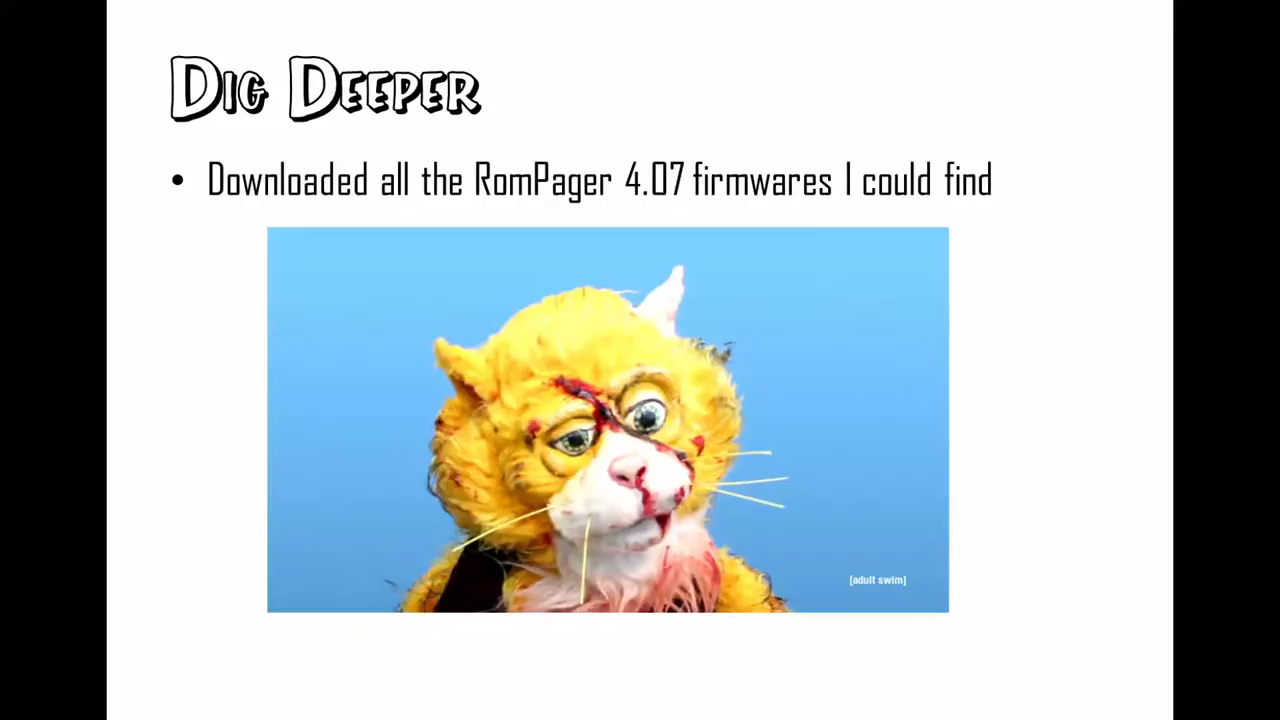 Dig Deeper
• Downloaded all the RomPager 4.07 firmwares I could find
[adult swim]